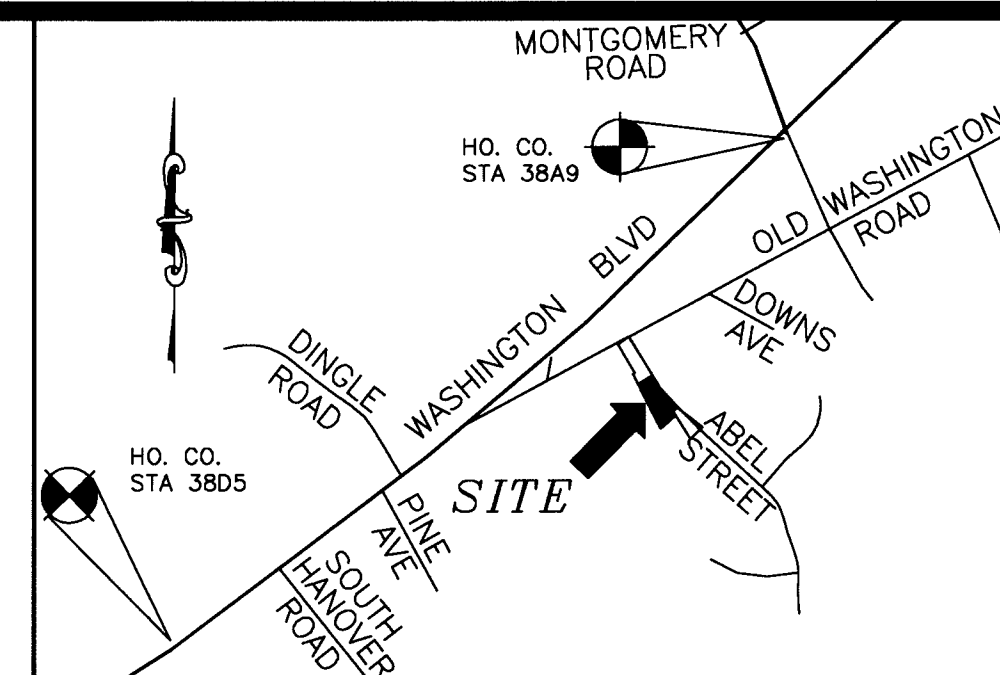 MONTGOMERY
ROAD
HO. CO.
STA 38A9
WASHINGTON BLVD
OLD WASHINGTON
ROAD
DOWNS
AVE
DINGLE
ROAD
ABEL
STREET
HO. CO.
STA 38D5
SITE
PINE
AVE
SOUTH
HANOVER
ROAD